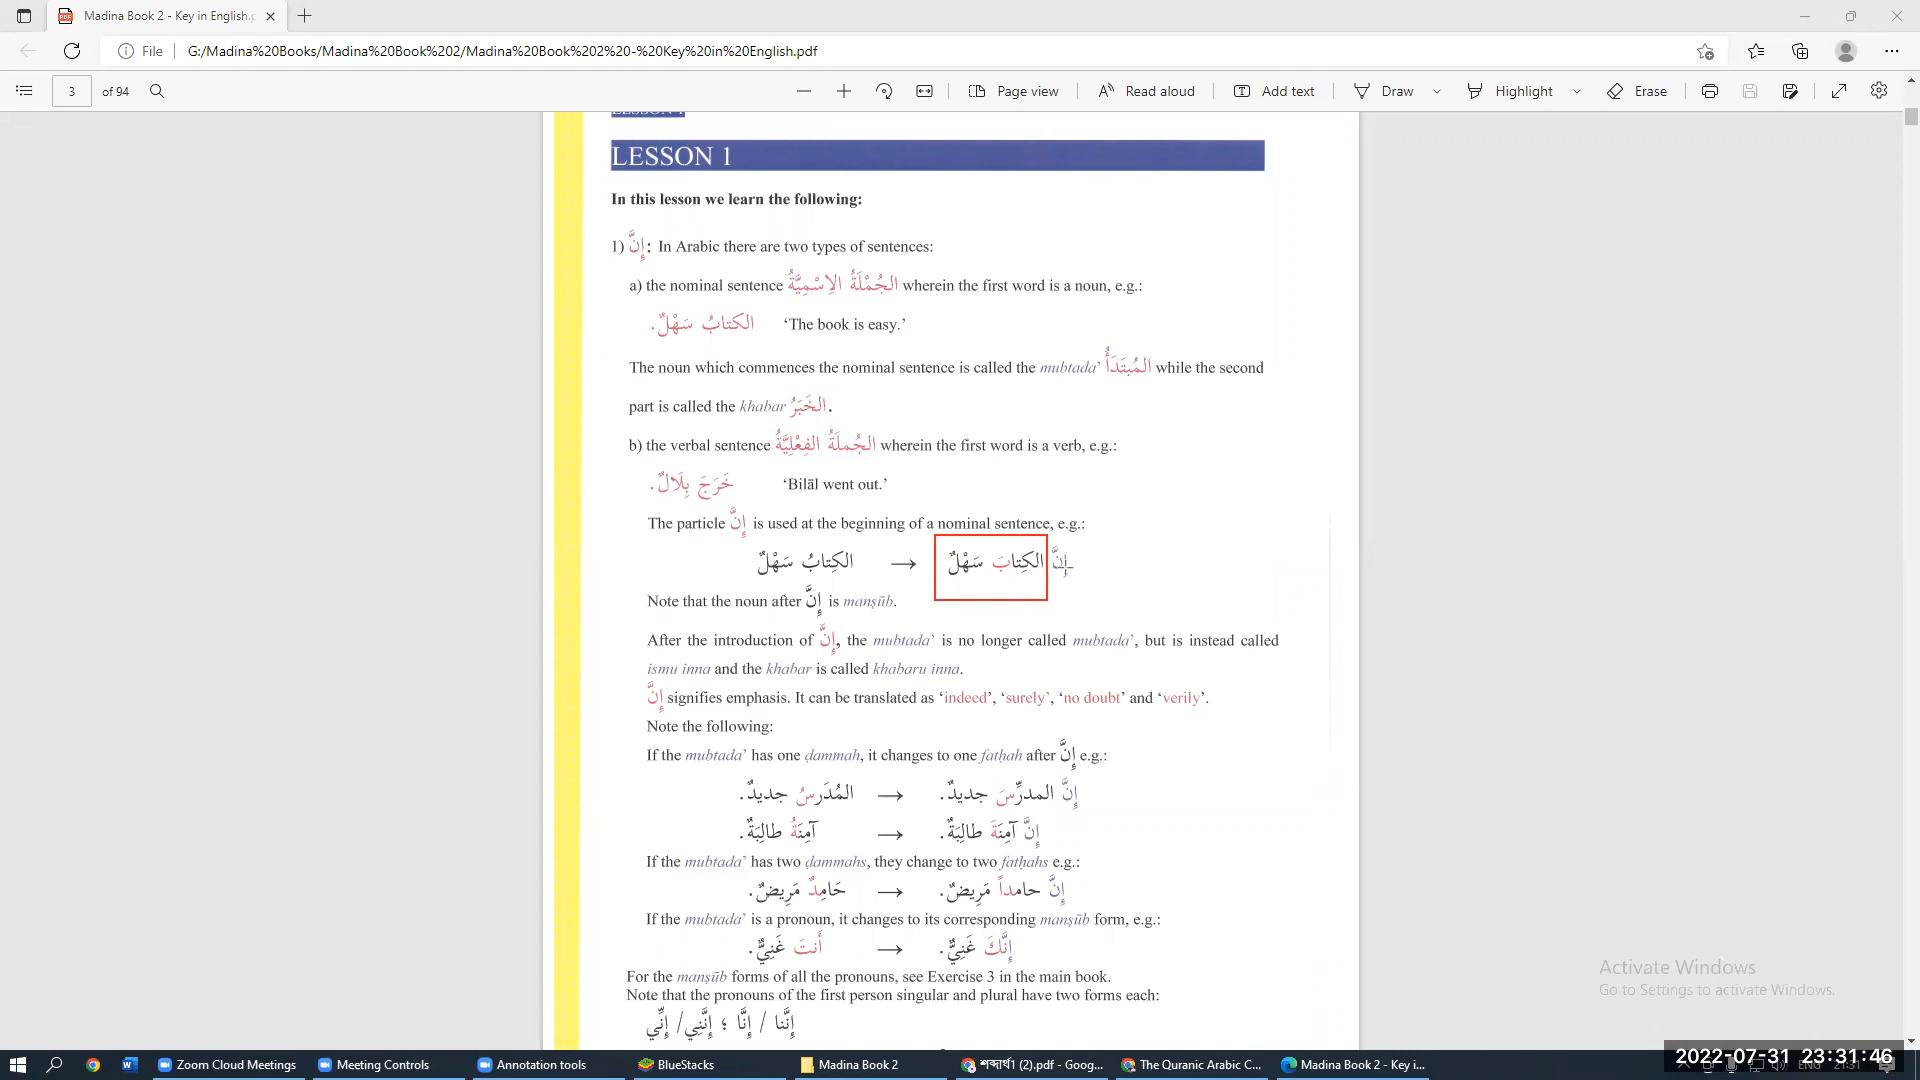 Madina Book 2 - Key in English.p
File
G:/Madina%20Books/Madina%20Book%202/Madina%20Book%202%20-%20Key%20in%20English.pdf
3 of 94 Page view Read aloud Add text Draw Highlight Erase
LESSON 1
In this lesson we learn the following:
1) إِنَّ: In Arabic there are two types of sentences:
a) the nominal sentence الجُمْلَةُ الاِسْمِيَّةُ wherein the first word is a noun, e.g.:
الكتابُ سَهْلٌ. ‘The book is easy.’
The noun which commences the nominal sentence is called the mubtada’ المُبتَدَأُ while the second
part is called the khabar الخَبَرُ.
b) the verbal sentence الجُملَةُ الفِعْلِيَّةُ wherein the first word is a verb, e.g.:
خَرَجَ بِلَالٌ. ‘Bilāl went out.’
The particle إِنَّ is used at the beginning of a nominal sentence, e.g.:
الكِتابُ سَهْلٌ → إِنَّ الكِتابَ سَهْلٌ
Note that the noun after إِنَّ is manṣūb.
After the introduction of إِنَّ, the mubtada’ is no longer called mubtada’, but is instead called
ismu inna and the khabar is called khabaru inna.
إِنَّ signifies emphasis. It can be translated as ‘indeed’, ‘surely’, ‘no doubt’ and ‘verily’.
Note the following:
If the mubtada’ has one ḍammah, it changes to one fatḥah after إِنَّ e.g.:
المُدَرسُ جديدٌ. → إِنَّ المدرِّسَ جديدٌ.
آمِنَةُ طالِبَةٌ. → إِنَّ آمِنَةَ طالِبَةٌ.
If the mubtada’ has two ḍammahs, they change to two fatḥahs e.g.:
حَامِدٌ مَرِيضٌ. → إِنَّ حامداً مَرِيضٌ.
If the mubtada’ is a pronoun, it changes to its corresponding manṣūb form, e.g.:
أَنتَ غَنِيٌّ. → إِنَّكَ غَنِيٌّ.
For the manṣūb forms of all the pronouns, see Exercise 3 in the main book.
Note that the pronouns of the first person singular and plural have two forms each:
إِنَّنا / إِنَّا ؛ إِنَّنِي/ إِنِّي
Activate Windows
Go to Settings to activate Windows.
Zoom Cloud Meetings
Meeting Controls
Annotation tools
BlueStacks
Madina Book 2
শব্দার্থ (2).pdf - Goog...
The Quranic Arabic C...
Madina Book 2 - Key i...
2022-07-31 23:31:46